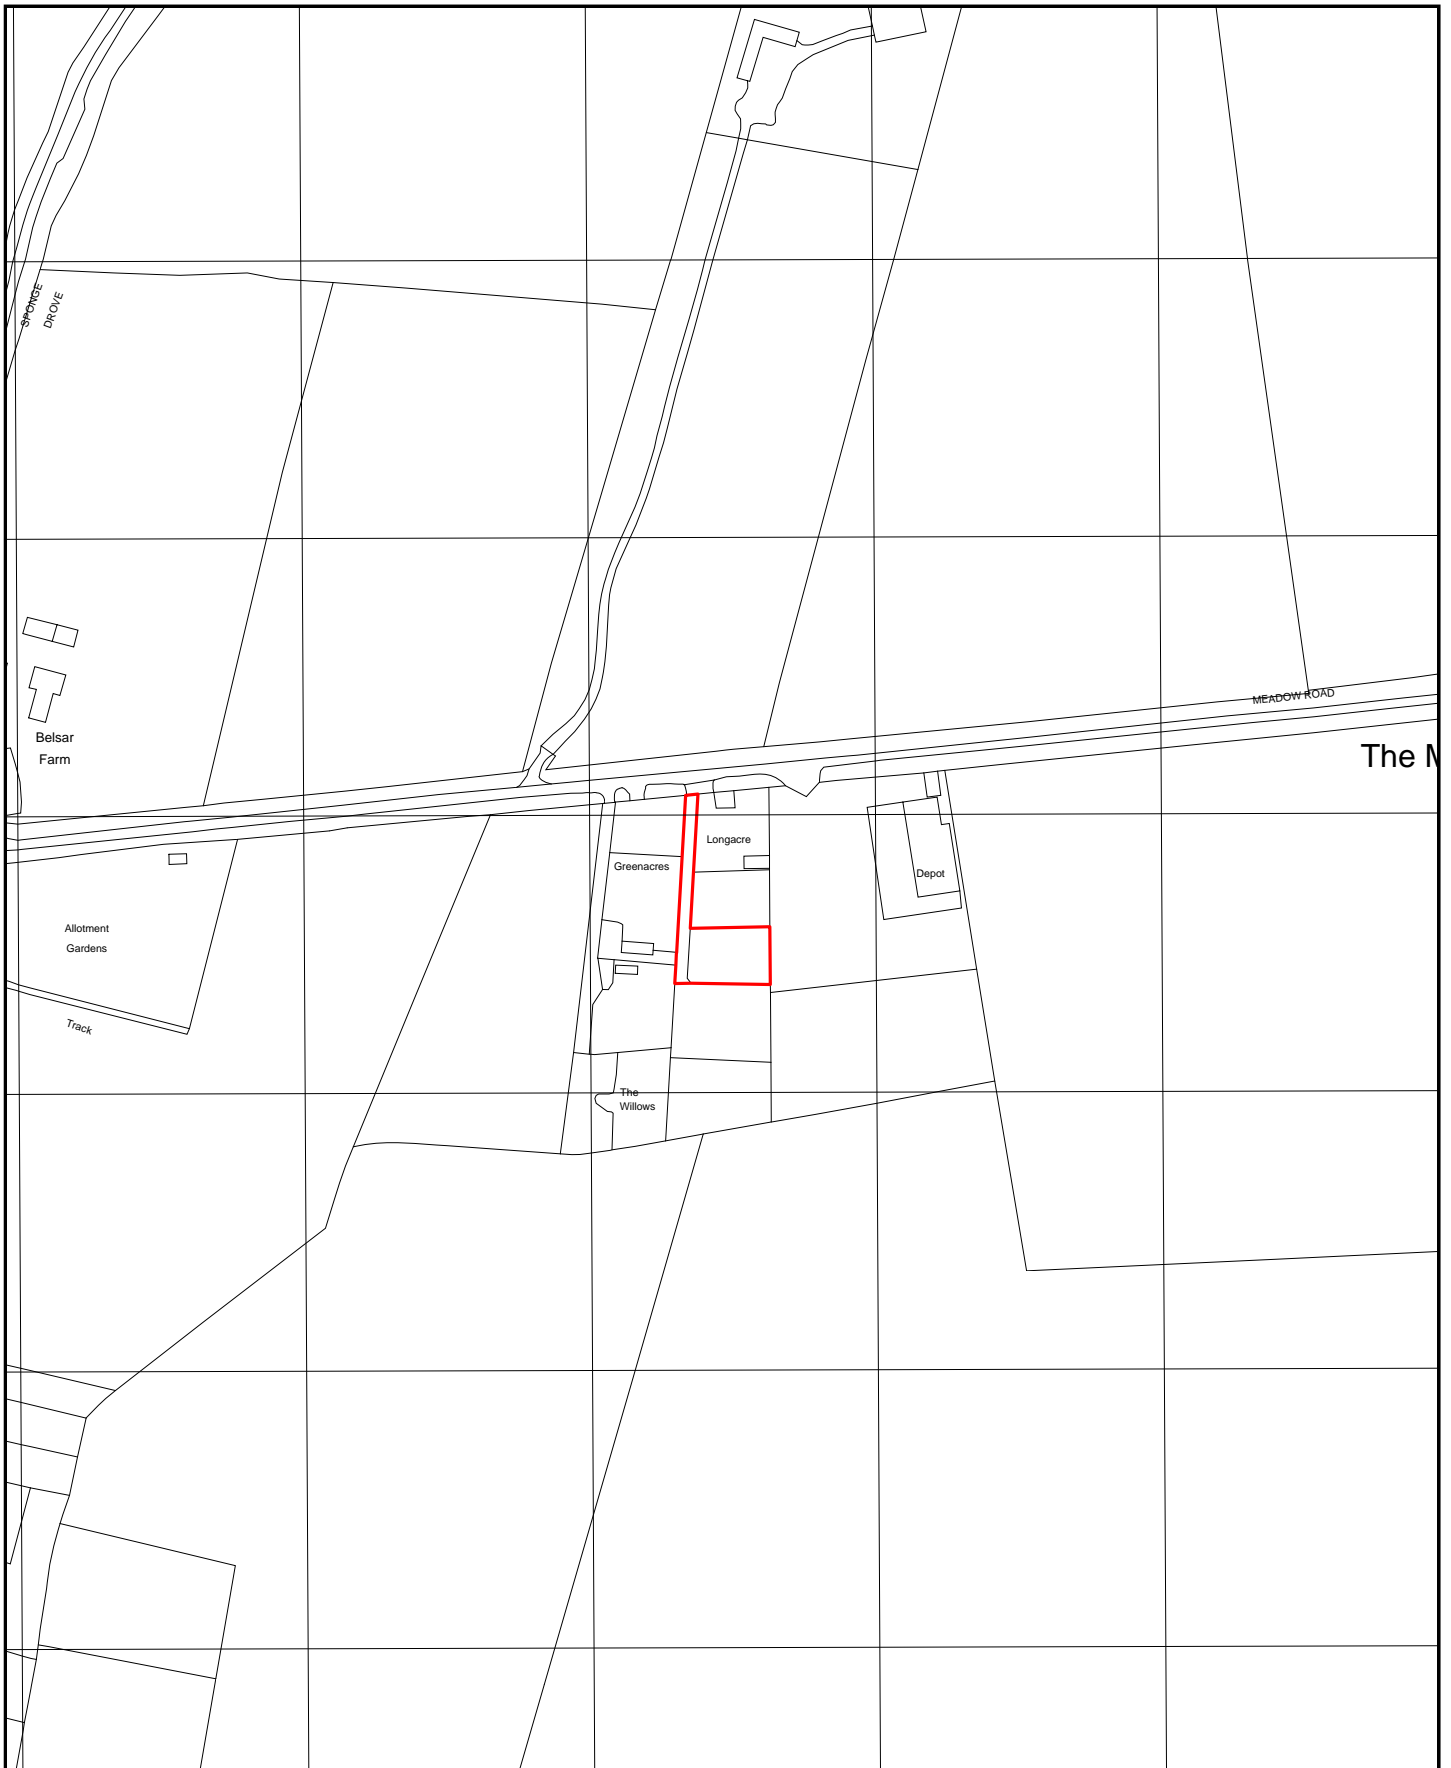 SPONGE
DROVE
MEADOW ROAD
Belsar
Farm
The M
Longacre
Greenacres
Depot
Allotment
Gardens
Track
The
Willows